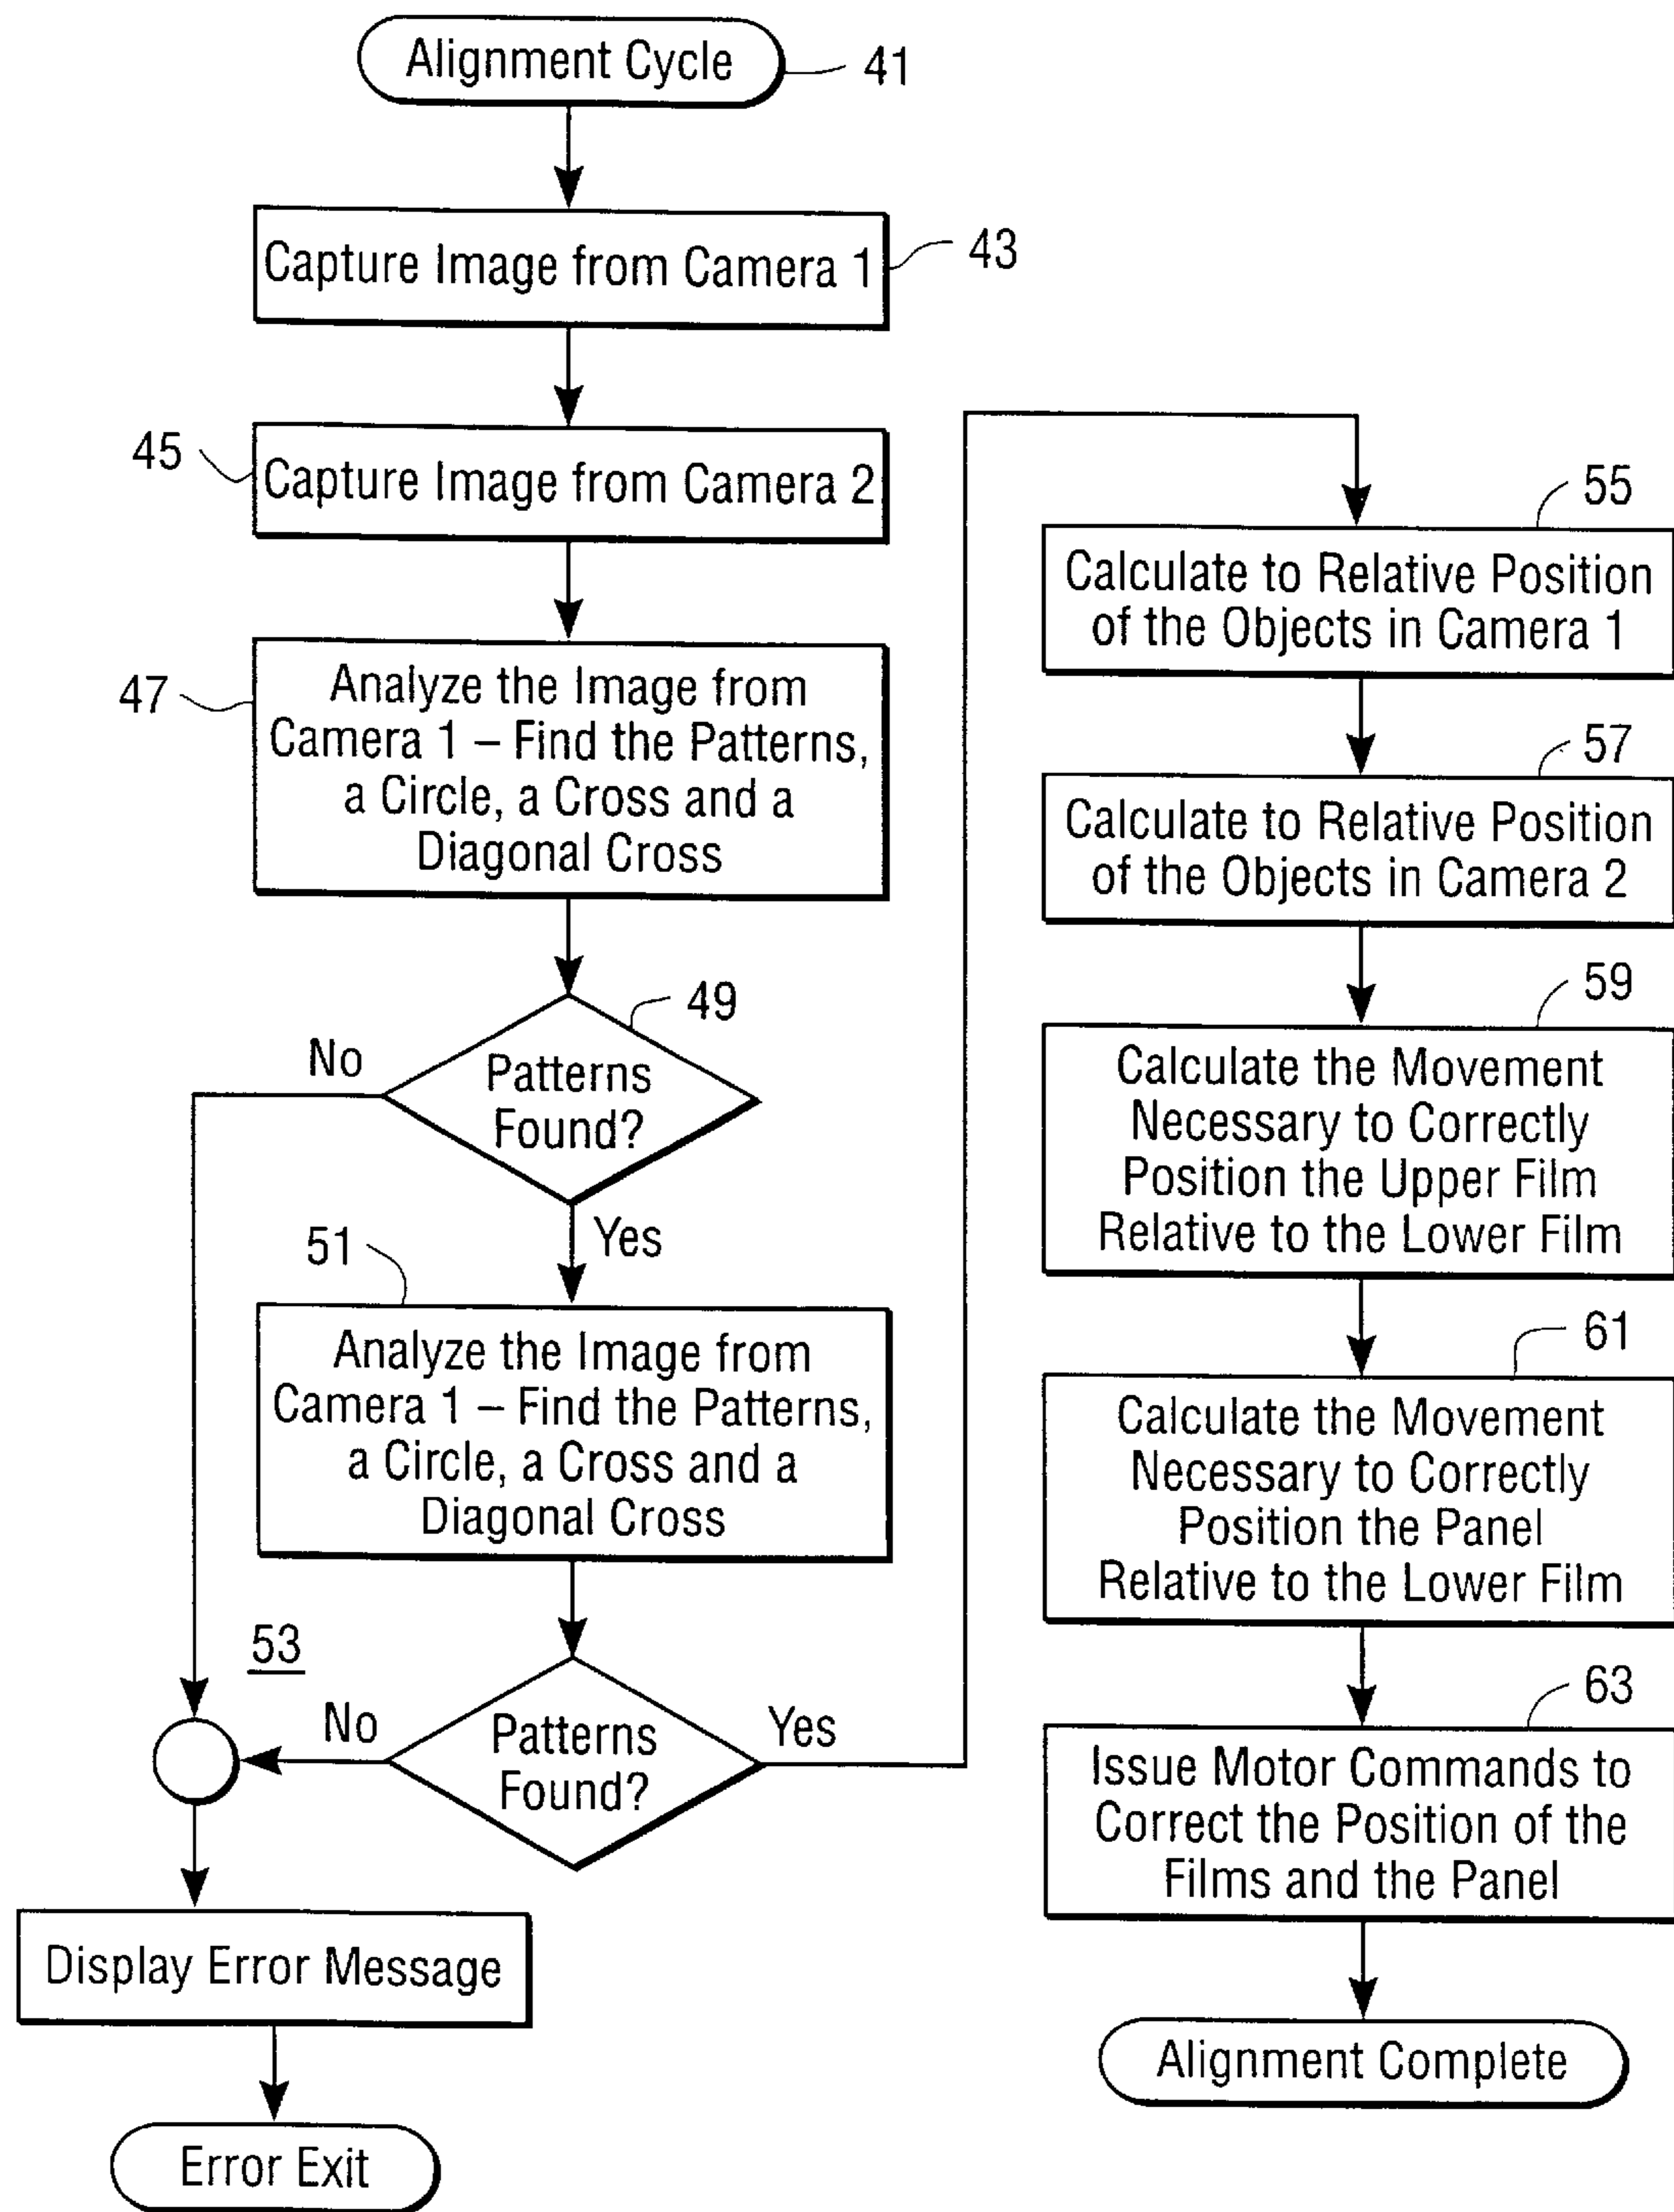 Alignment Cycle
41
Capture Image from Camera 1
43
45
Capture Image from Camera 2
47
Analyze the Image from
Camera 1 – Find the Patterns,
a Circle, a Cross and a
Diagonal Cross
49
No
Patterns
Found?
Yes
51
Analyze the Image from
Camera 1 – Find the Patterns,
a Circle, a Cross and a
Diagonal Cross
53
No
Patterns
Found?
Yes
Display Error Message
Error Exit
55
Calculate to Relative Position
of the Objects in Camera 1
57
Calculate to Relative Position
of the Objects in Camera 2
59
Calculate the Movement
Necessary to Correctly
Position the Upper Film
Relative to the Lower Film
61
Calculate the Movement
Necessary to Correctly
Position the Panel
Relative to the Lower Film
63
Issue Motor Commands to
Correct the Position of the
Films and the Panel
Alignment Complete